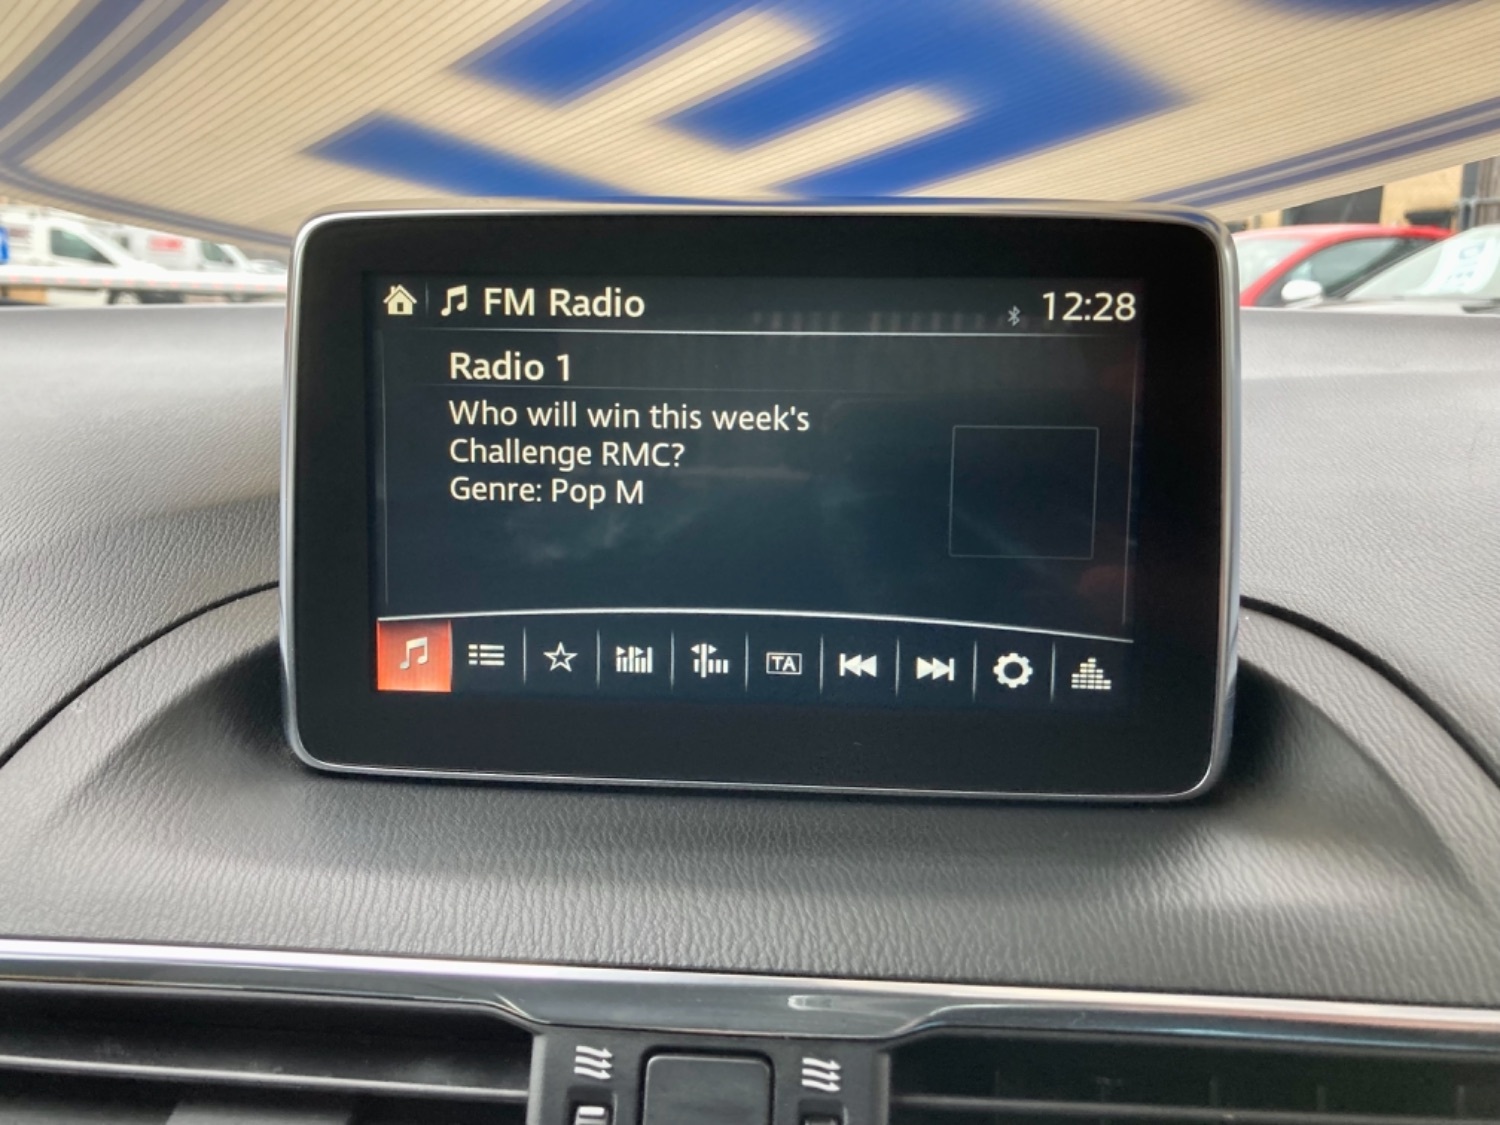 FM Radio
12:28
Radio 1
Who will win this week's
Challenge RMC?
Genre: Pop M
TA